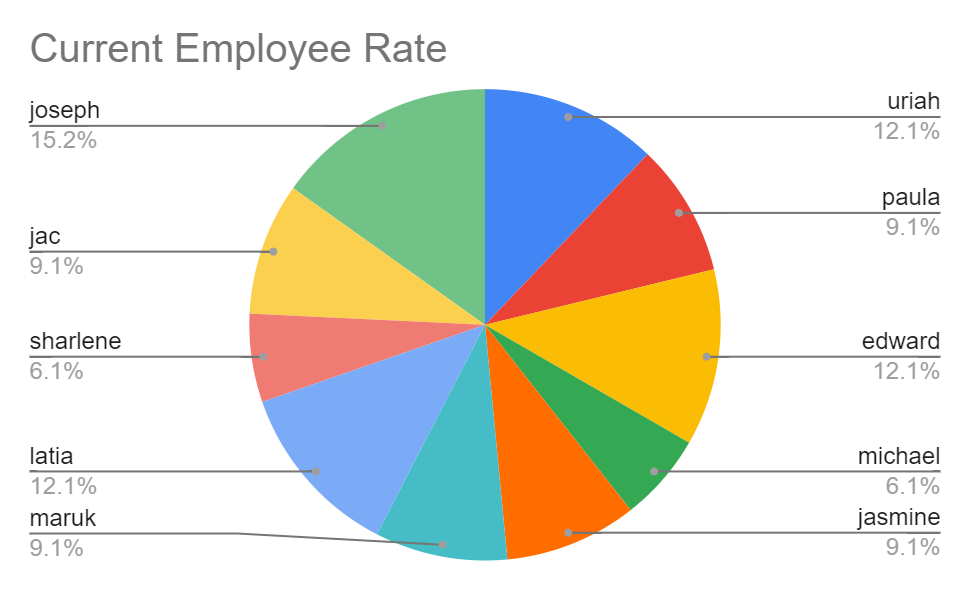 Current Employee Rate
joseph
15.2%
jac
9.1%
sharlene
6.1%
latia
12.1%
maruk
9.1%
uriah
12.1%
paula
9.1%
edward
12.1%
michael
6.1%
jasmine
9.1%